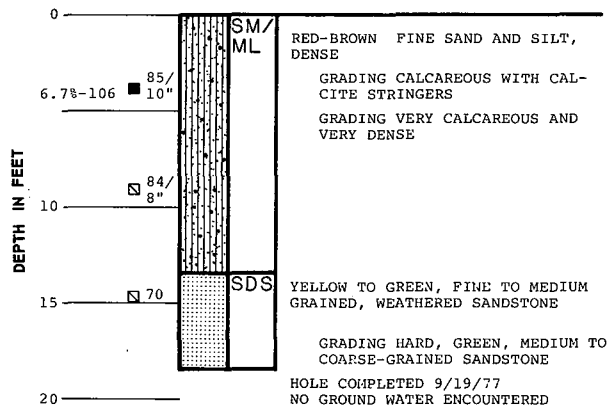 0
SM/
ML
RED-BROWN FINE SAND AND SILT,
DENSE
85/
10"
6.7%-106
GRADING CALCAREOUS WITH CAL-
CITE STRINGERS
GRADING VERY CALCAREOUS AND
VERY DENSE
DEPTH IN FEET
84/
8"
10
SDS
YELLOW TO GREEN, FINE TO MEDIUM
GRAINED, WEATHERED SANDSTONE
15
70
GRADING HARD, GREEN, MEDIUM TO
COARSE-GRAINED SANDSTONE
HOLE COMPLETED 9/19/77
NO GROUND WATER ENCOUNTERED
20